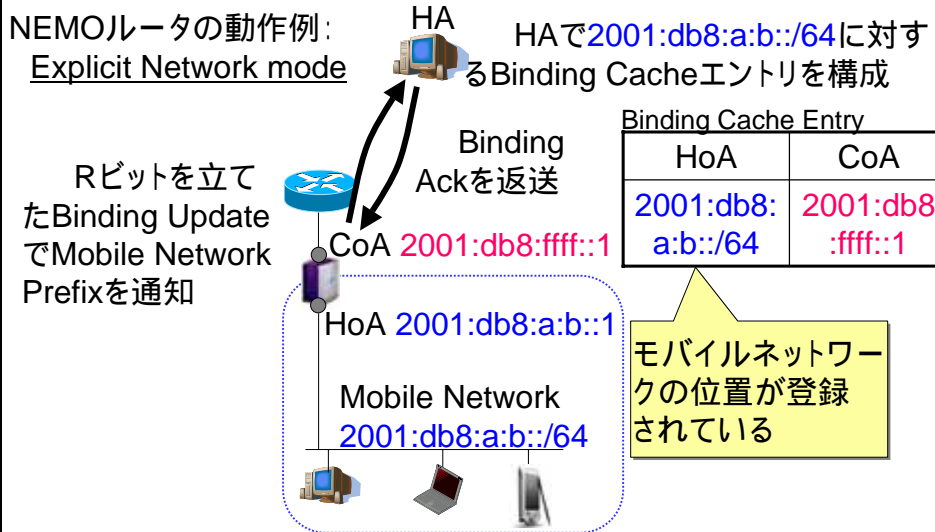 NEMOルータの動作例:
Explicit Network mode
HA
HAで2001:db8:a:b::/64に対す
るBinding Cacheエントリを構成
Binding Cache Entry
HoA CoA
2001:db8: 2001:db8
a:b::/64 :ffff::1
Binding
Ackを返送
Rビットを立て
たBinding Update
でMobile Network
Prefixを通知
CoA 2001:db8:ffff::1
HoA 2001:db8:a:b::1
モバイルネットワー
クの位置が登録
されている
Mobile Network
2001:db8:a:b::/64